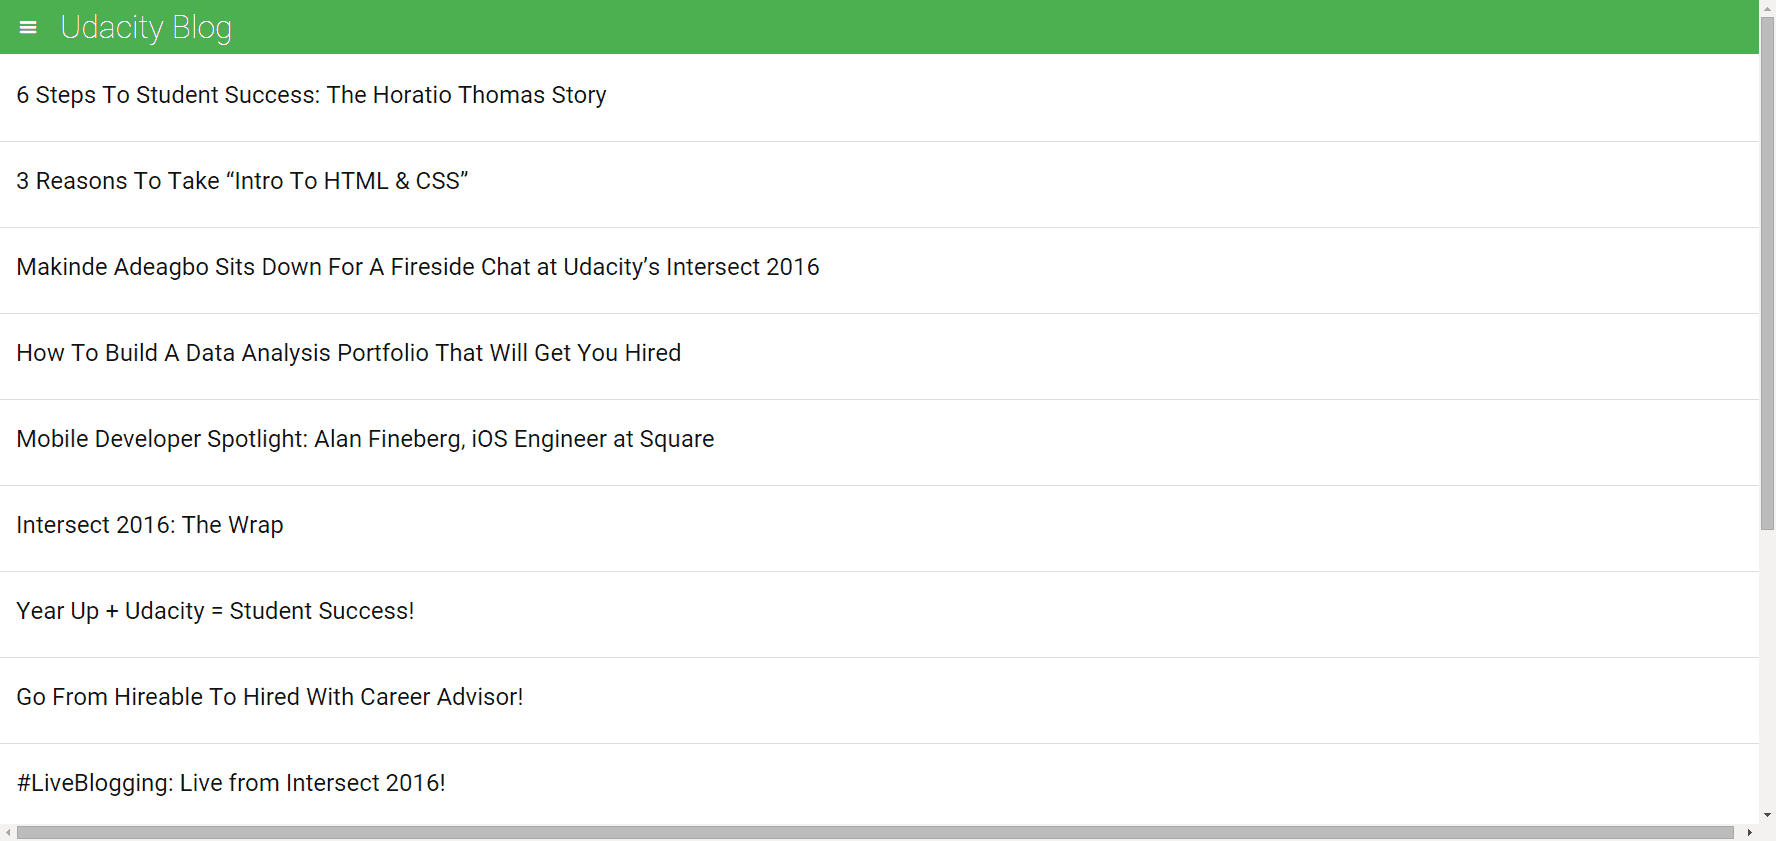 Udacity Blog
6 Steps To Student Success: The Horatio Thomas Story
3 Reasons To Take “Intro To HTML & CSS”
Makinde Adeagbo Sits Down For A Fireside Chat at Udacity’s Intersect 2016
How To Build A Data Analysis Portfolio That Will Get You Hired
Mobile Developer Spotlight: Alan Fineberg, iOS Engineer at Square
Intersect 2016: The Wrap
Year Up + Udacity = Student Success!
Go From Hireable To Hired With Career Advisor!
#LiveBlogging: Live from Intersect 2016!